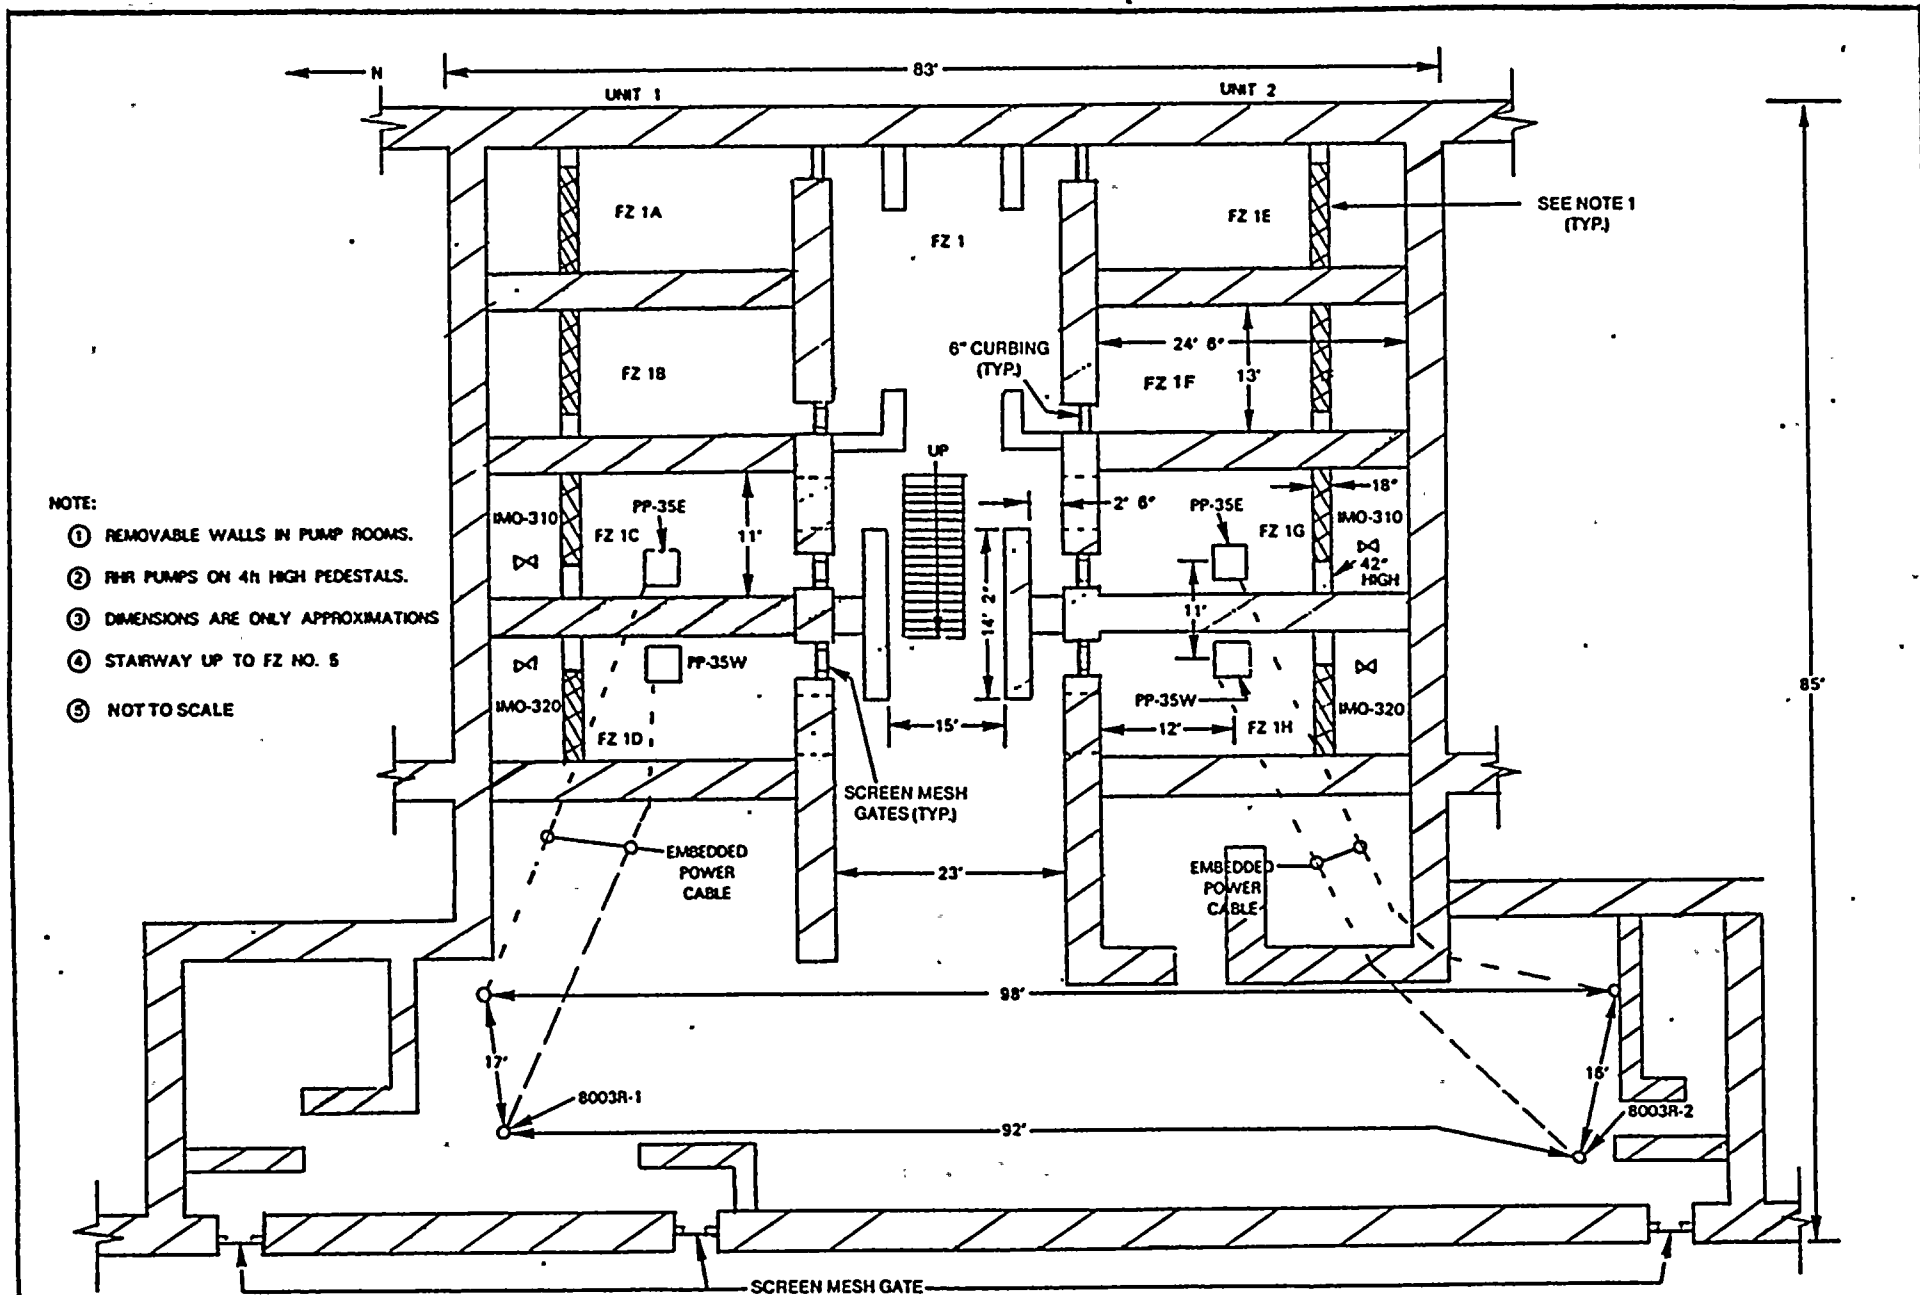 N
83'
UNIT 1
UNIT 2
FZ 1A
FZ 1
FZ 1E
SEE NOTE 1
(TYP.)
6" CURBING
(TYP.)
24' 6"
13'
FZ 1B
FZ 1F
UP
NOTE:
① REMOVABLE WALLS IN PUMP ROOMS.
② RHR PUMPS ON 4h HIGH PEDESTALS.
③ DIMENSIONS ARE ONLY APPROXIMATIONS
④ STAIRWAY UP TO FZ NO. 5
⑤ NOT TO SCALE
IMO-310
FZ 1C
PP-35E
11'
14' 2"
2' 6"
PP-35E
FZ 1G
18"
IMO-310
42"
HIGH
11'
PP-35W
IMO-320
FZ 1D
15'
PP-35W
12'
FZ 1H
IMO-320
85'
SCREEN MESH
GATES (TYP.)
EMBEDDED
POWER
CABLE
23'
EMBEDDED
POWER
CABLE
98'
17'
16'
8003R-1
8003R-2
92'
SCREEN MESH GATE